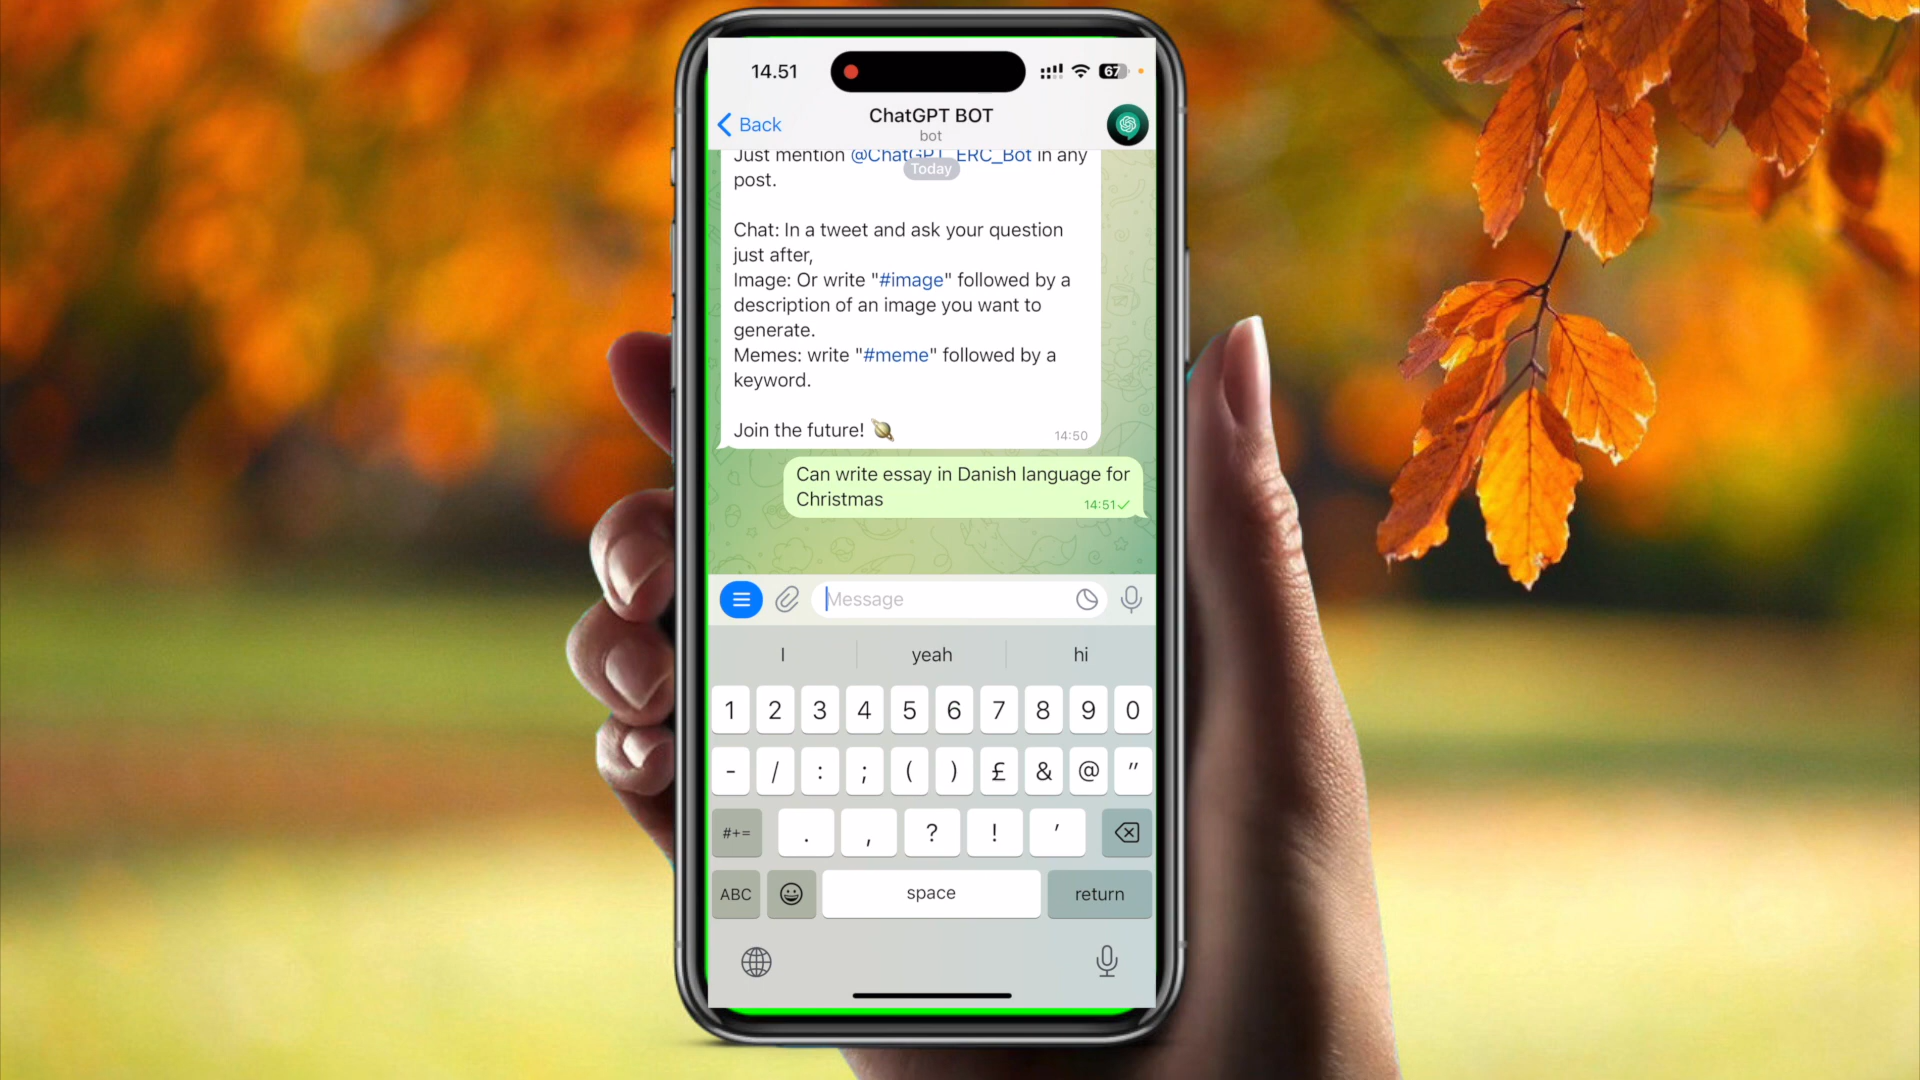 14.51
67
Back
ChatGPT BOT
bot
Just mention @ChatGPT_ERC_Bot in any
Today
post.
Chat: In a tweet and ask your question
just after,
Image: Or write "#image" followed by a
description of an image you want to
generate.
Memes: write "#meme" followed by a
keyword.
Join the future! 🪐
14:50
Can write essay in Danish language for
Christmas
14:51
Message
I yeah hi
1 2 3 4 5 6 7 8 9 0
- / : ; ( ) £ & @ "
#+= . , ? ! '
ABC space return